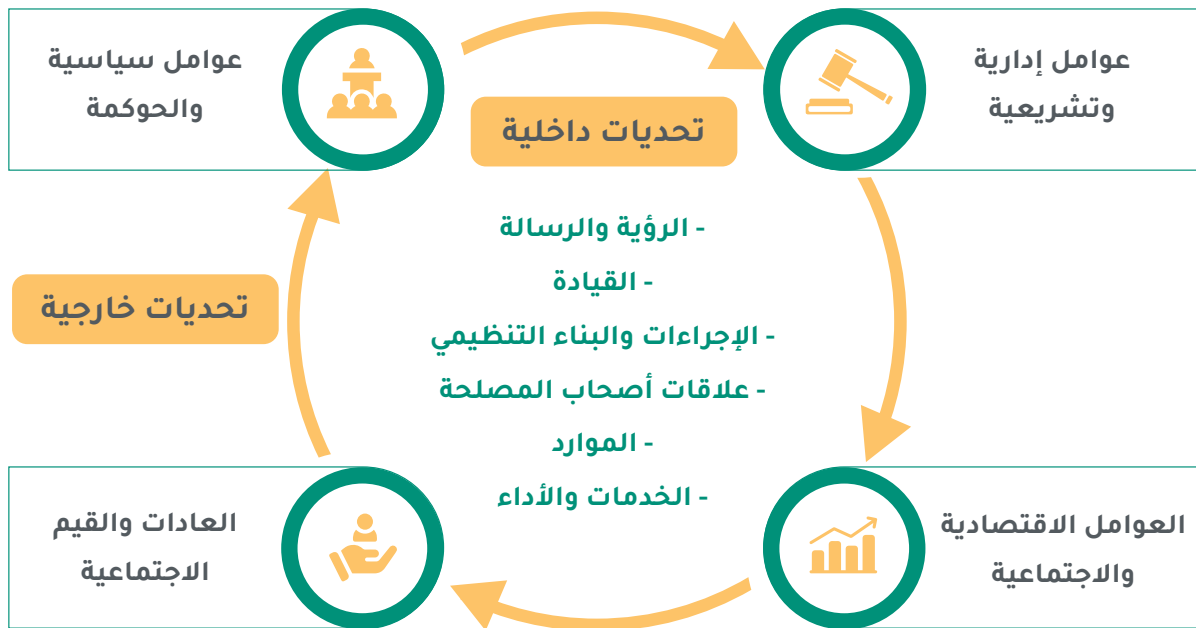 عوامل إدارية
وتشريعية
عوامل سياسية
والحوكمة
تحديات داخلية
- الرؤية والرسالة
- القيادة
- الإجراءات والبناء التنظيمي
- علاقات أصحاب المصلحة
- الموارد
- الخدمات والأداء
تحديات خارجية
العوامل الاقتصادية
والاجتماعية
العادات والقيم
الاجتماعية